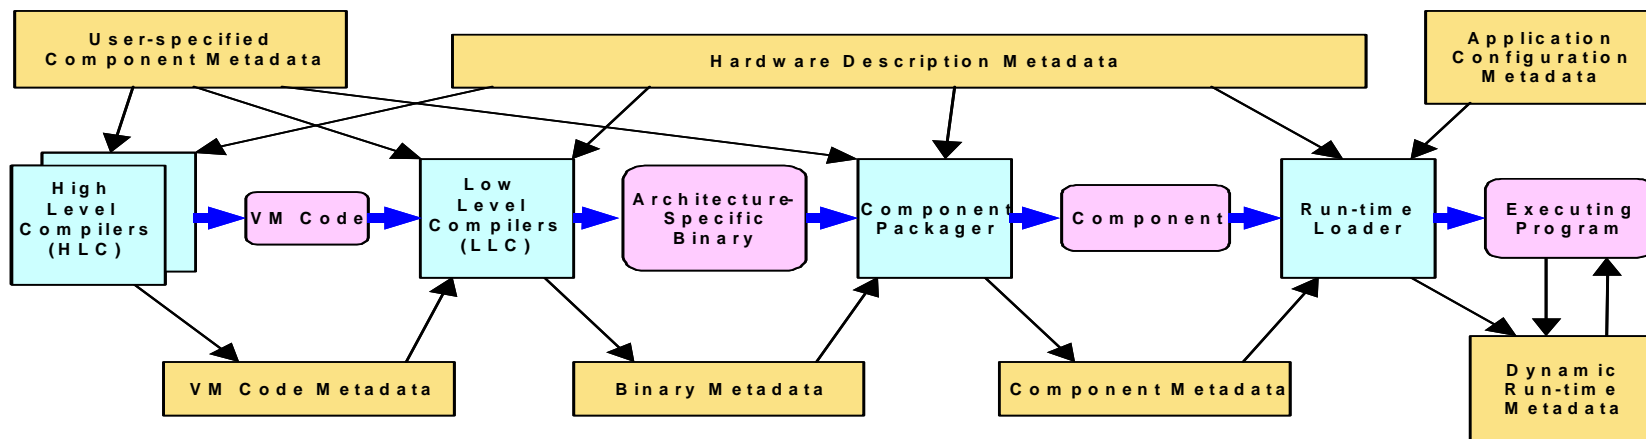 User-specified
Component Metadata
Hardware Description Metadata
Application
Configuration
Metadata
High
Level
Compilers
(HLC)
VM Code
Low
Level
Compilers
(LLC)
Architecture-
Specific
Binary
Component
Packager
Component
Run-time
Loader
Executing
Program
VM Code Metadata
Binary Metadata
Component Metadata
Dynamic
Run-time
Metadata